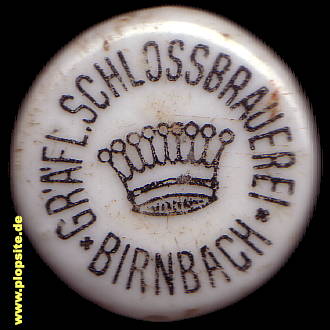 GRÄFL. SCHLOSSBRAUEREI
* BIRNBACH *
www.plopsite.de